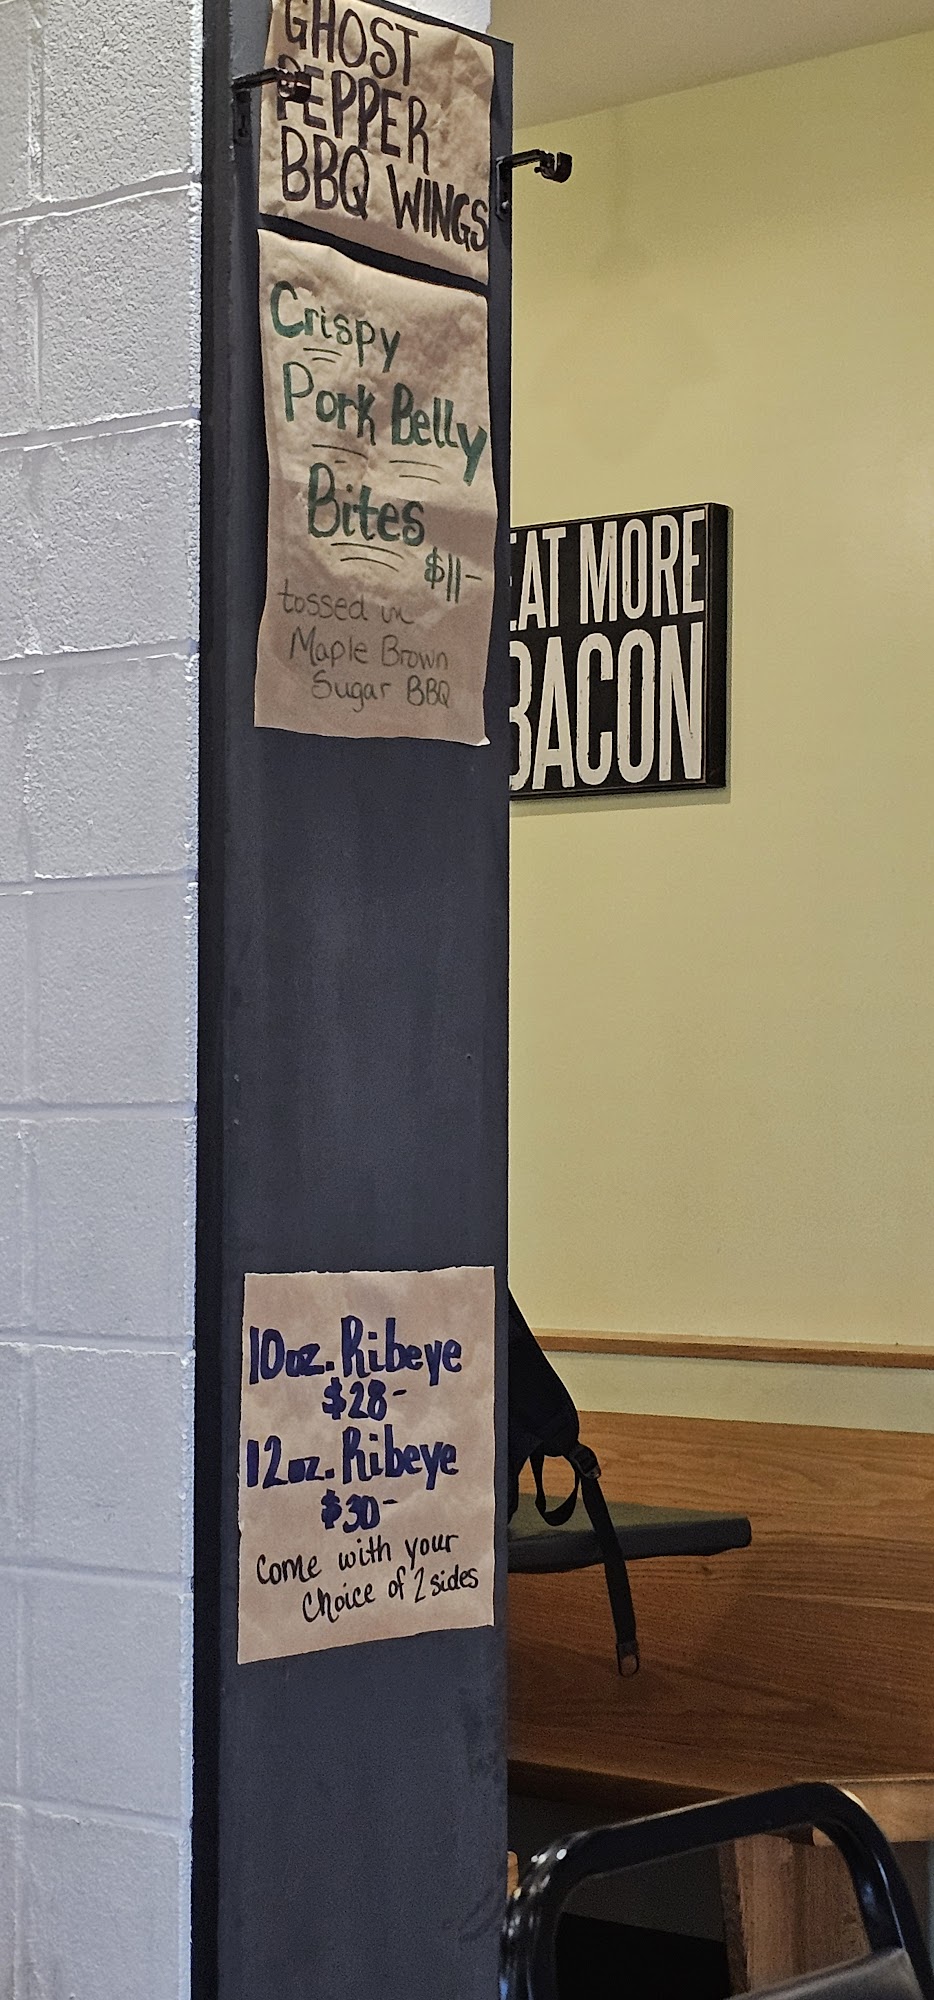 GHOST
PEPPER
BBQ WINGS
Crispy
Pork Belly
Bites
$11-
tossed in
Maple Brown
Sugar BBQ
EAT MORE
BACON
10oz. Ribeye
$28-
12oz. Ribeye
$30-
Come with your
Choice of 2 sides